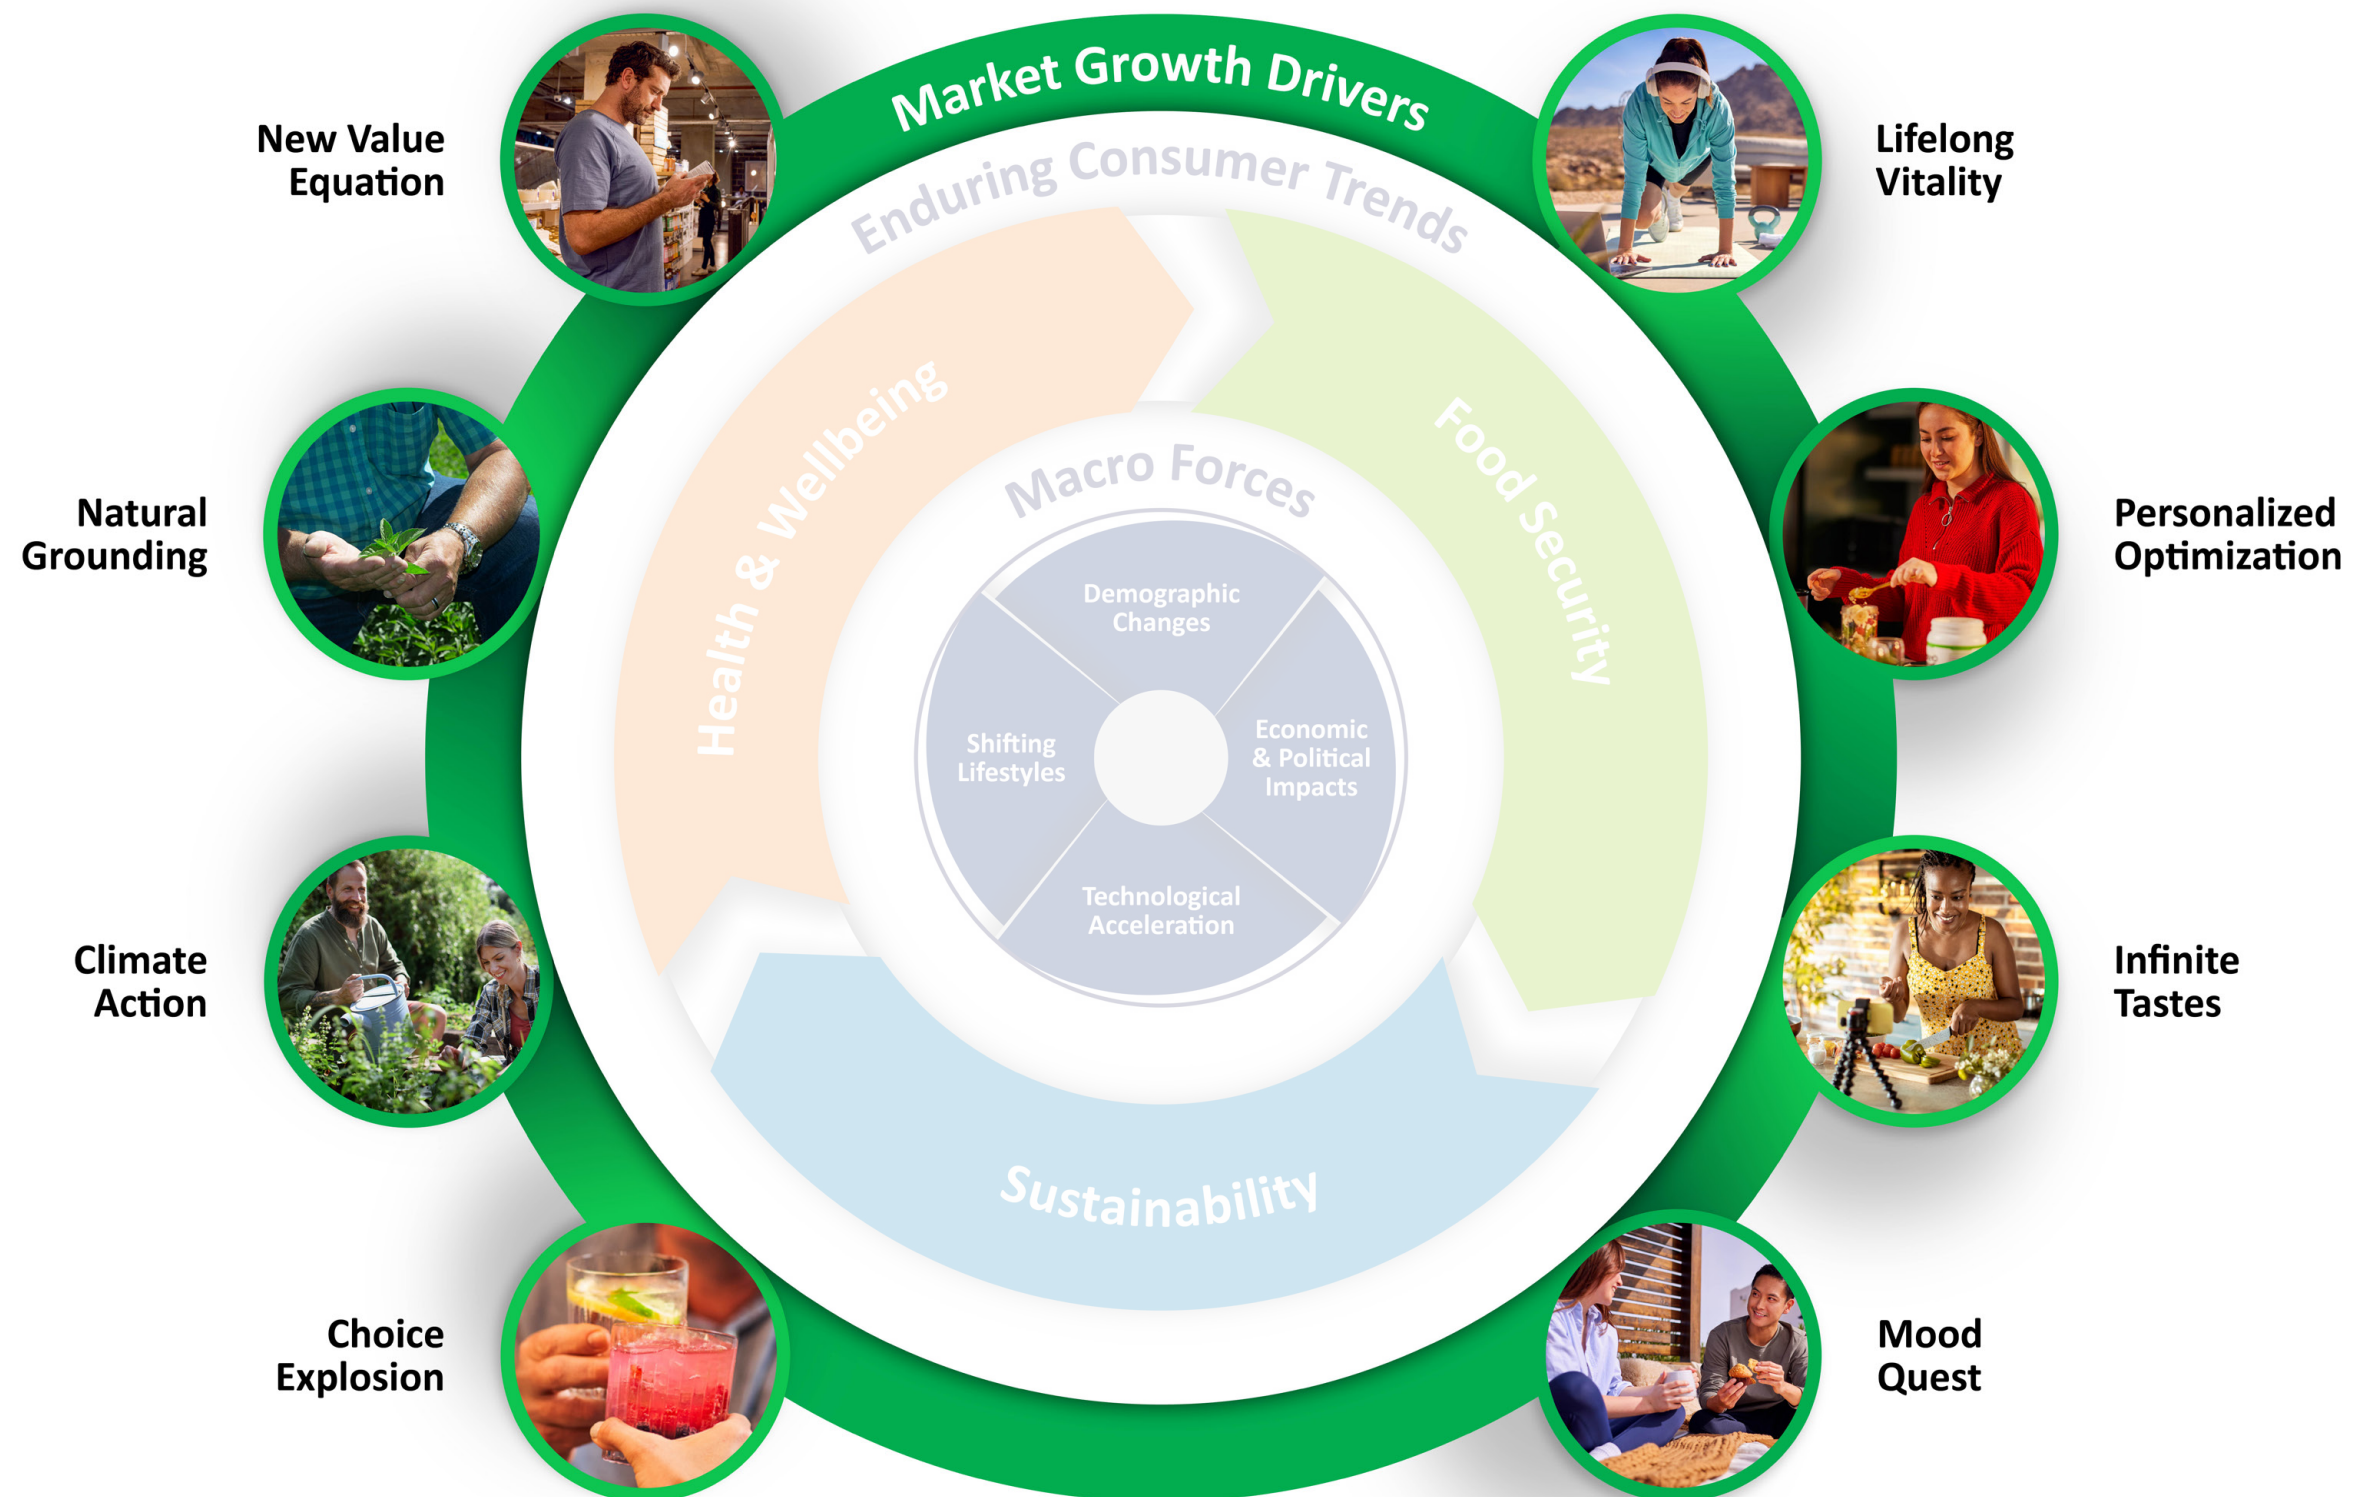 Market Growth Drivers
Enduring Consumer Trends
Health & Wellbeing
Food Security
Sustainability
Macro Forces
Demographic
Changes
Economic
& Political
Impacts
Technological
Acceleration
Shifting
Lifestyles
New Value
Equation
Lifelong
Vitality
Natural
Grounding
Personalized
Optimization
Climate
Action
Infinite
Tastes
Choice
Explosion
Mood
Quest